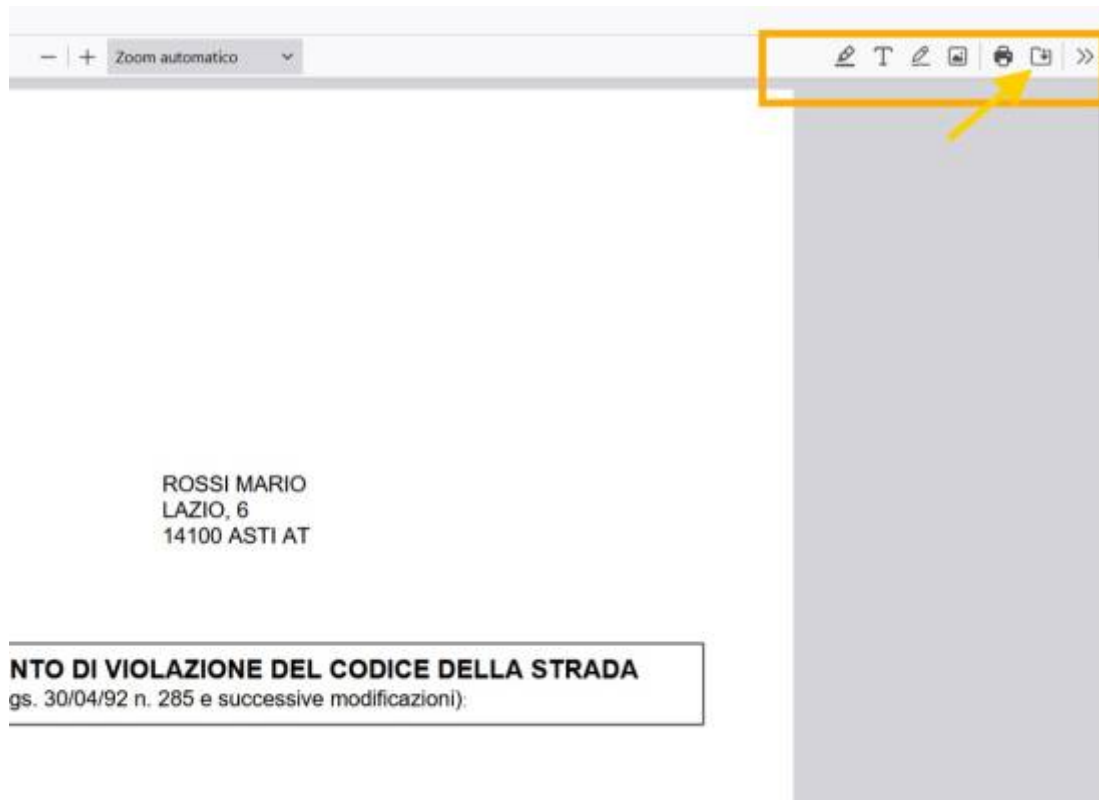 Zoom automatico
ROSSI MARIO
LAZIO, 6
14100 ASTI AT
NTO DI VIOLAZIONE DEL CODICE DELLA STRADA
gs. 30/04/92 n. 285 e successive modificazioni):